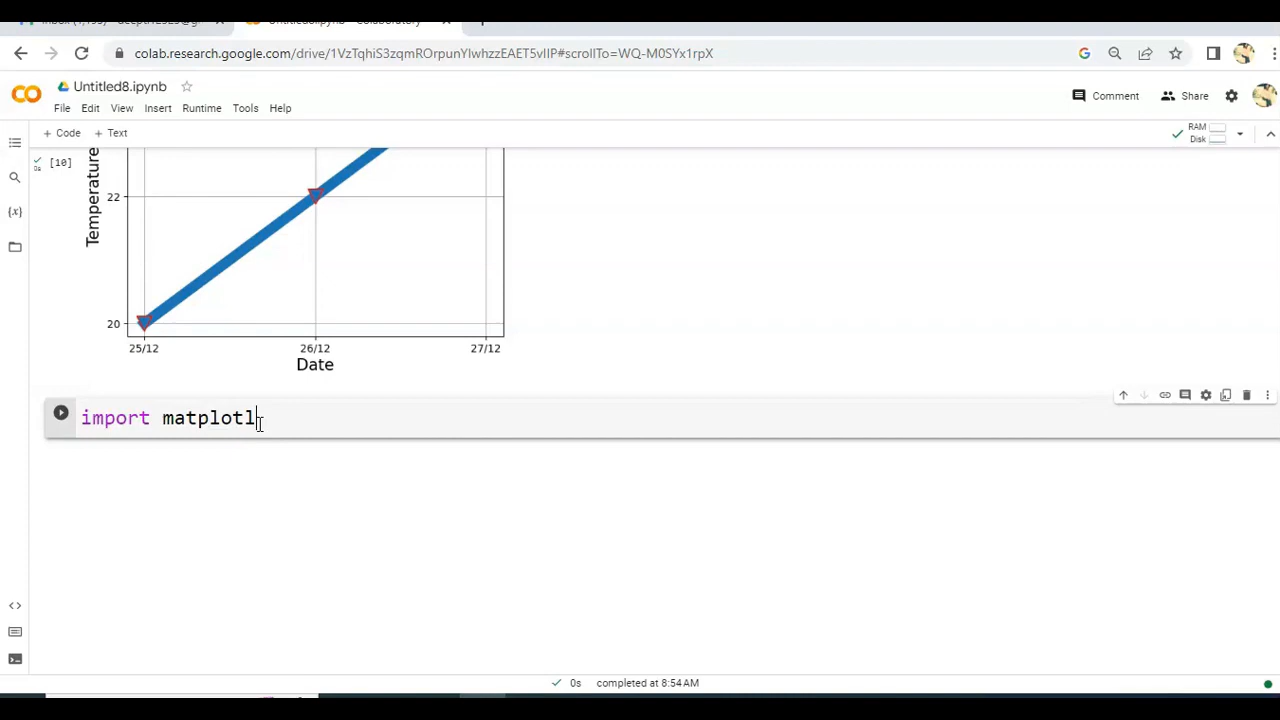 colab.research.google.com/drive/1VzTqhiS3zqmROrpunYlwhzzEAET5vIIP#scrollTo=WQ-M0SYx1rpX
Untitled8.ipynb
File Edit View Insert Runtime Tools Help
Comment Share
+ Code + Text
RAM
Disk
0s [10]
Temperature
22
20
25/12 26/12 27/12
Date
{x}
import matplotl
<>
0s completed at 8:54 AM